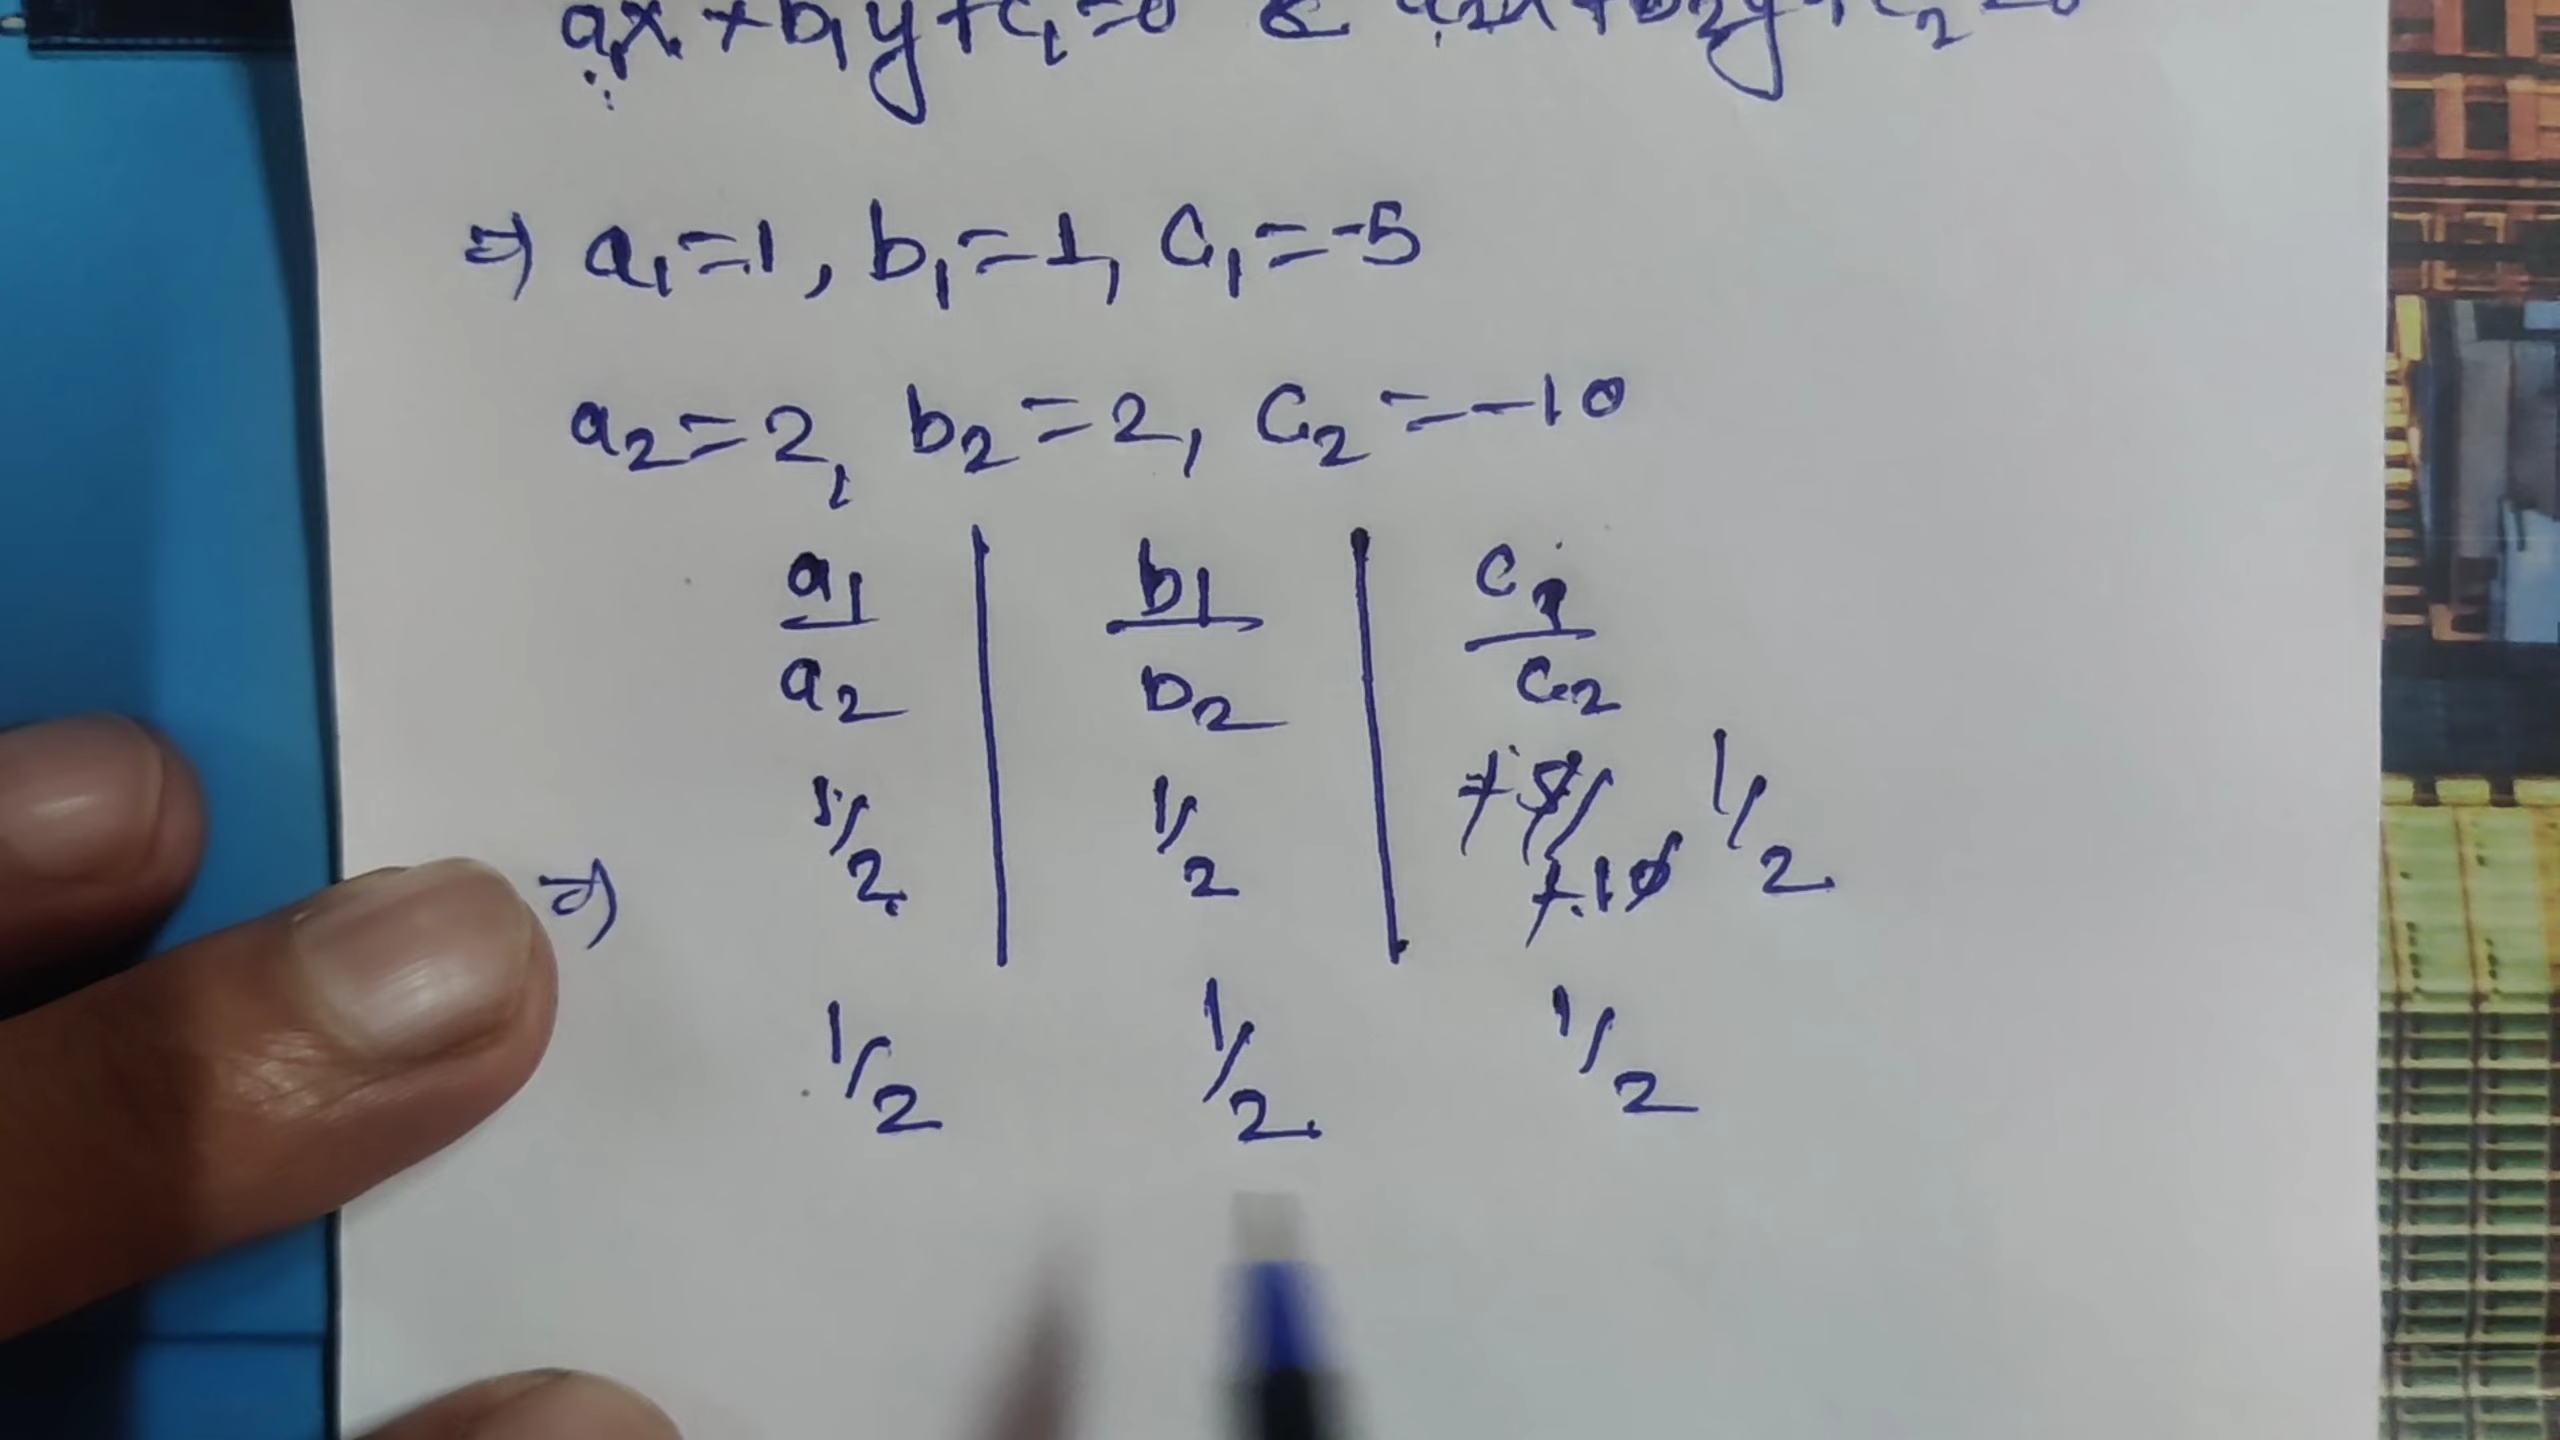 a₁x+b₁y+c₁=0 & a₂x+b₂y+c₂=0
⇒) a₁=1, b₁=1, C₁=-5
a₂=2, b₂=2, C₂=-10
a₁/a₂ | b₁/b₂ | c₁/c₂
⇒) 1/2 | 1/2 | -5/-10 1/2
1/2 1/2 1/2